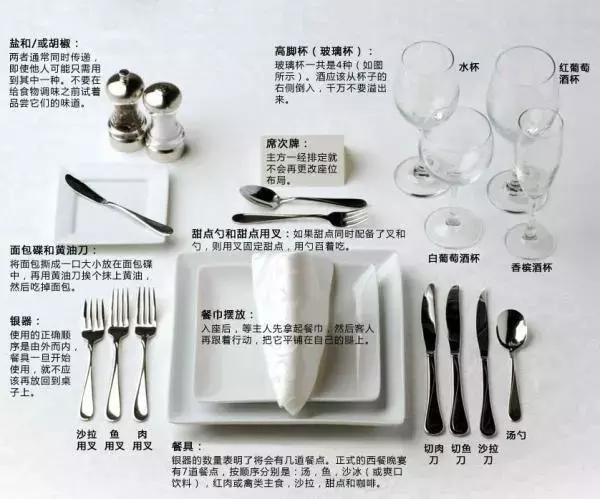 盐和/或胡椒：
两者通常同时传递，
即使他人可能只需用
到其中一种。不要在
给食物调味之前试着
品尝它们的味道。
高脚杯（玻璃杯）：
玻璃杯一共是4种（如图
所示）。酒应该从杯子的
右侧倒入，千万不要溢出
来。
水杯
红葡萄
酒杯
席次牌：
主方一经排定就
不会再更改座位
布局。
甜点勺和甜点用叉：如果甜点同时配备了叉和
勺，则用叉固定甜点，用勺舀着吃。
白葡萄酒杯
香槟酒杯
面包碟和黄油刀：
将面包撕成一口大小放在面包碟
中，再用黄油刀挨个抹上黄油，
然后吃掉面包。
银器：
使用的正确顺
序是由外而内，
餐具一旦开始
使用，就不应
该再放回到桌
子上。
餐巾摆放：
入座后，等主人先拿起餐巾，然后客人
再跟着行动，把它平铺在自己的腿上。
沙拉
用叉
鱼
用叉
肉
用叉
切肉
刀
切鱼
刀
沙拉
刀
汤勺
餐具：
银器的数量表明了将会有几道餐点。正式的西餐晚宴
有7道餐点，按顺序分别是：汤，鱼，沙冰（或爽口
饮料），红肉或禽类主食，沙拉，甜点和咖啡。